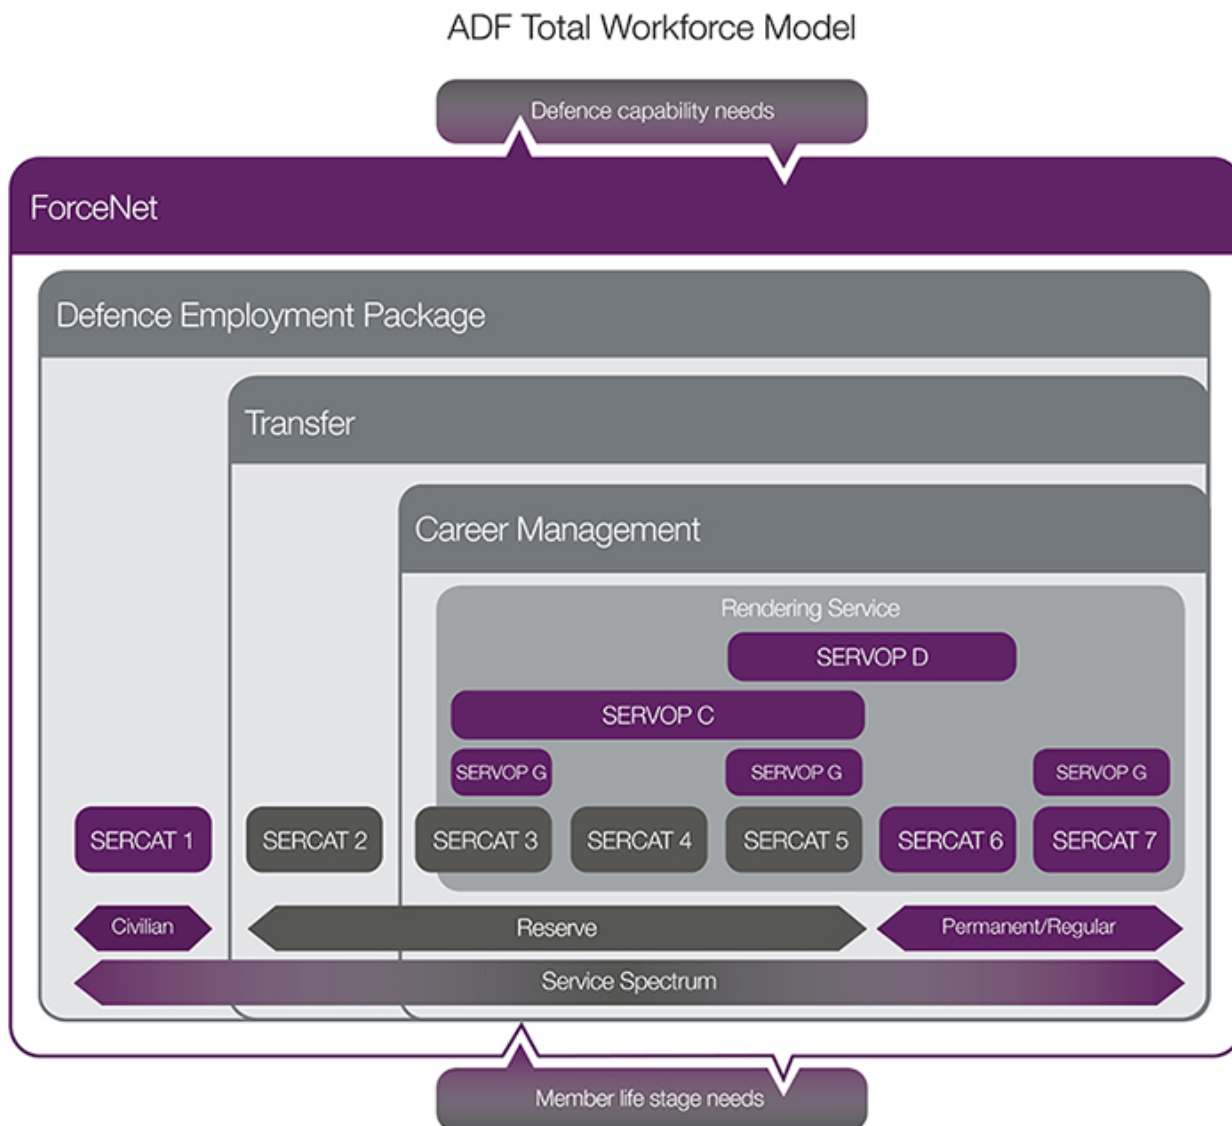 ADF Total Workforce Model
Defence capability needs
ForceNet
Defence Employment Package
Transfer
Career Management
Rendering Service
SERVOP D
SERVOP C
SERVOP G SERVOP G SERVOP G
SERCAT 1 SERCAT 2 SERCAT 3 SERCAT 4 SERCAT 5 SERCAT 6 SERCAT 7
Civilian Reserve Permanent/Regular
Service Spectrum
Member life stage needs